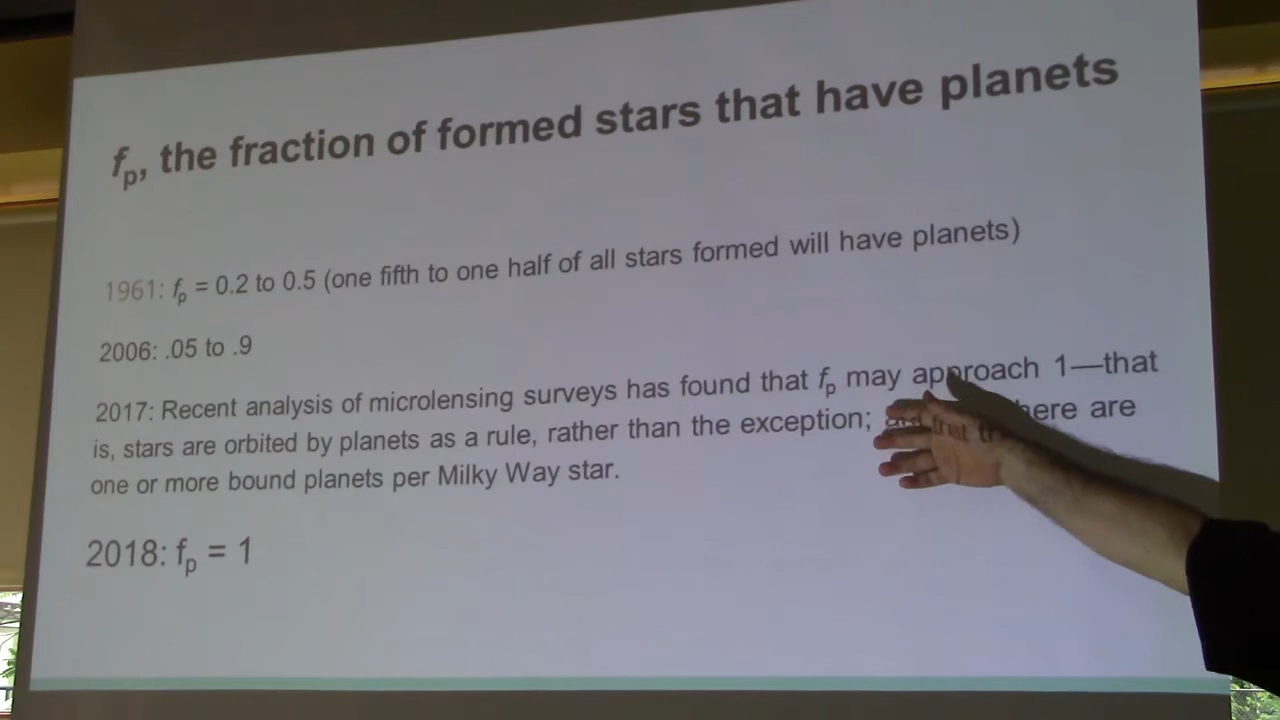 fp, the fraction of formed stars that have planets
1961: fp = 0.2 to 0.5 (one fifth to one half of all stars formed will have planets)
2006: .05 to .9
2017: Recent analysis of microlensing surveys has found that fp may approach 1—that
is, stars are orbited by planets as a rule, rather than the exception; and that there are
one or more bound planets per Milky Way star.
2018: fp = 1